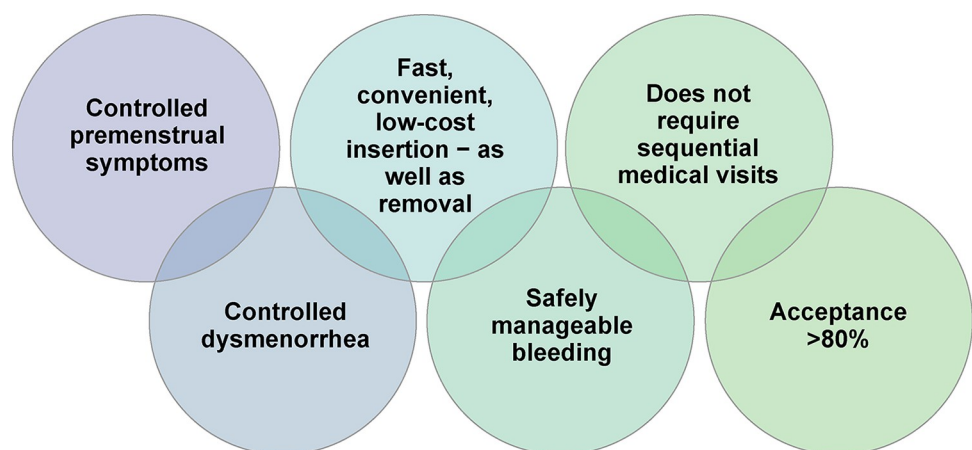 Controlled
premenstrual
symptoms
Fast,
convenient,
low-cost
insertion – as
well as
removal
Does not
require
sequential
medical visits
Controlled
dysmenorrhea
Safely
manageable
bleeding
Acceptance
>80%